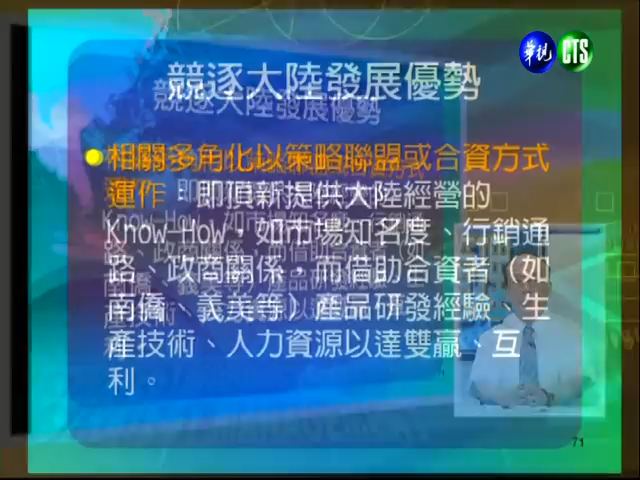 華視 CTS
競逐大陸發展優勢
相關多角化以策略聯盟或合資方式
運作，即頂新提供大陸經營的
Know-How，如市場知名度、行銷通
路、政商關係，而借助合資者（如
南僑、義美等）產品研發經驗、生
產技術、人力資源以達雙贏、互
利。
71